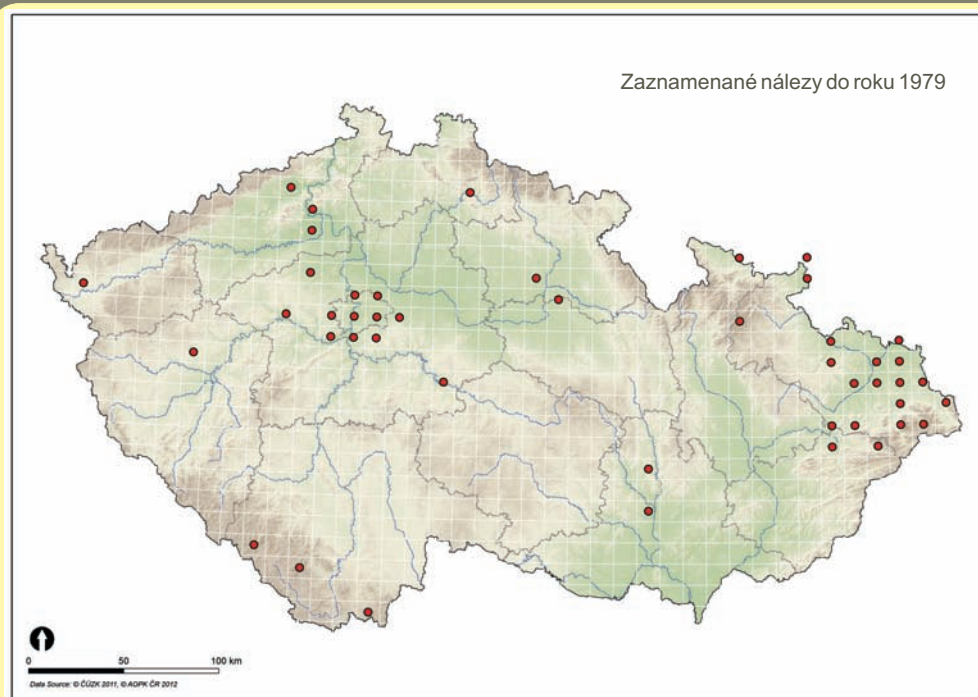 Zaznamenané nálezy do roku 1979
0 50 100 km
Data Source: © ČÚZK 2011, © AOPK ČR 2012